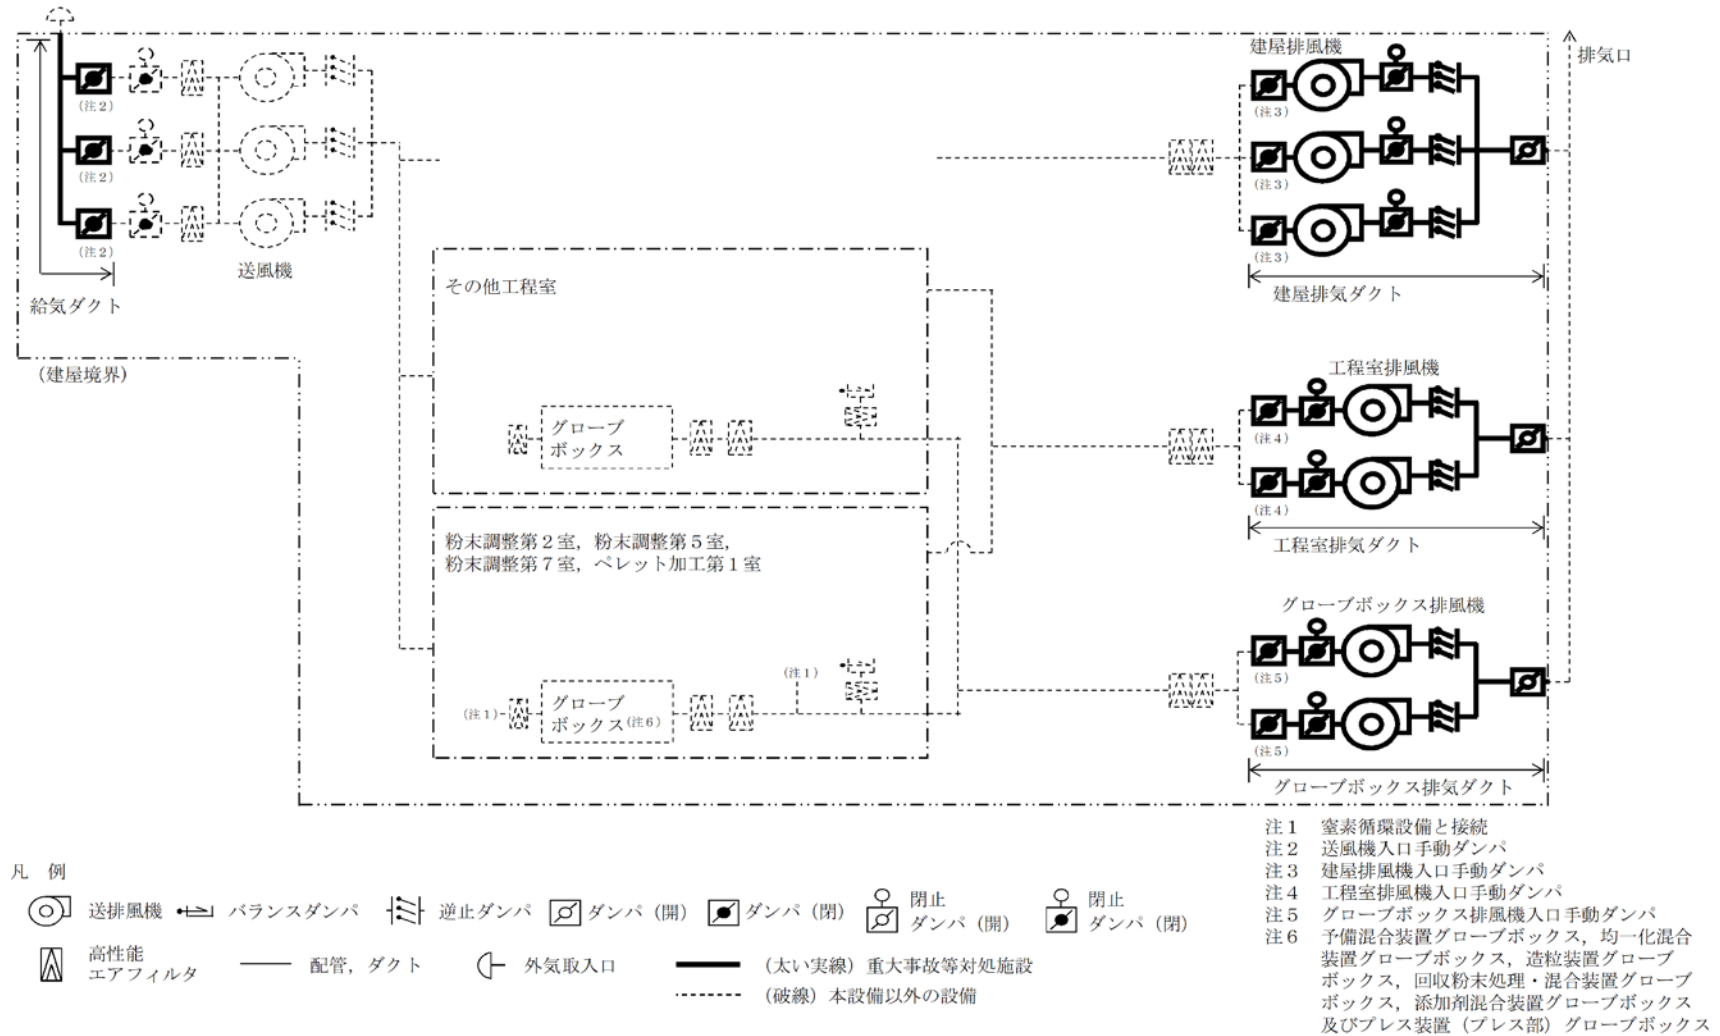 建屋排風機
排気口
(注2)
(注3)
(注2)
(注3)
(注2)
(注3)
送風機
給気ダクト
建屋排気ダクト
その他工程室
(建屋境界)
工程室排風機
グローブ
ボックス
(注4)
(注4)
工程室排気ダクト
粉末調整第2室，粉末調整第5室，
粉末調整第7室，ペレット加工第1室
グローブボックス排風機
(注1)
(注5)
(注1)
グローブ
ボックス(注6)
(注5)
グローブボックス排気ダクト
注1 窒素循環設備と接続
注2 送風機入口手動ダンパ
注3 建屋排風機入口手動ダンパ
注4 工程室排風機入口手動ダンパ
注5 グローブボックス排風機入口手動ダンパ
注6 予備混合装置グローブボックス，均一化混合
装置グローブボックス，造粒装置グローブ
ボックス，回収粉末処理・混合装置グローブ
ボックス，添加剤混合装置グローブボックス
及びプレス装置（プレス部）グローブボックス
凡 例
送排風機
バランスダンパ
逆止ダンパ
ダンパ（開）
ダンパ（閉）
閉止
ダンパ（開）
閉止
ダンパ（閉）
高性能
エアフィルタ
配管，ダクト
外気取入口
（太い実線）重大事故等対処施設
（破線）本設備以外の設備